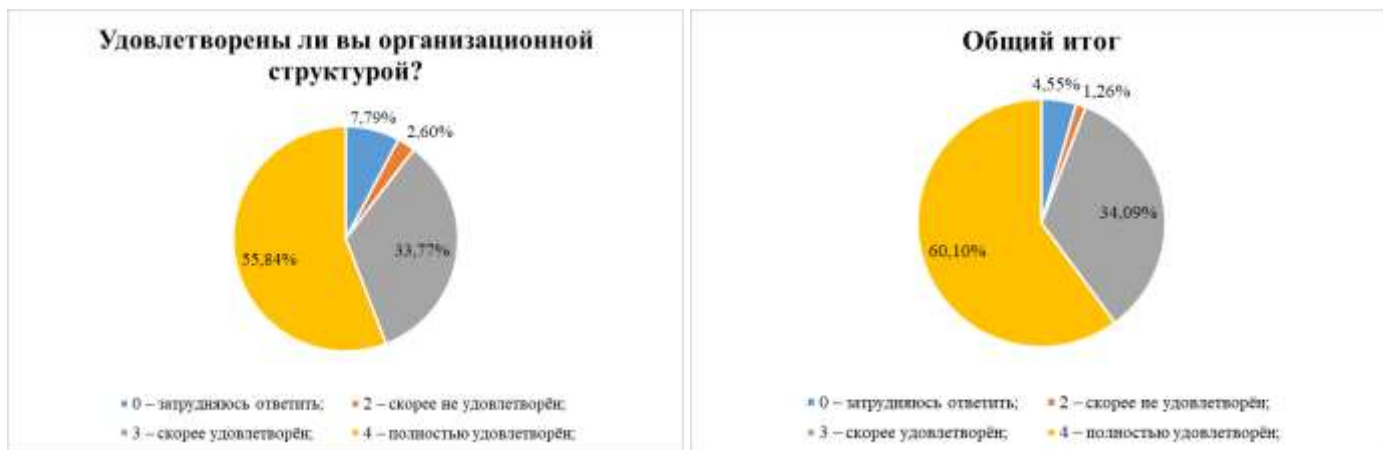 Удовлетворены ли вы организационной
структурой?
7,79%
2,60%
33,77%
55,84%
0 – затрудняюсь ответить;
2 – скорее не удовлетворён;
3 – скорее удовлетворён;
4 – полностью удовлетворён;
Общий итог
4,55%
1,26%
34,09%
60,10%
0 – затрудняюсь ответить;
2 – скорее не удовлетворён;
3 – скорее удовлетворён;
4 – полностью удовлетворён;